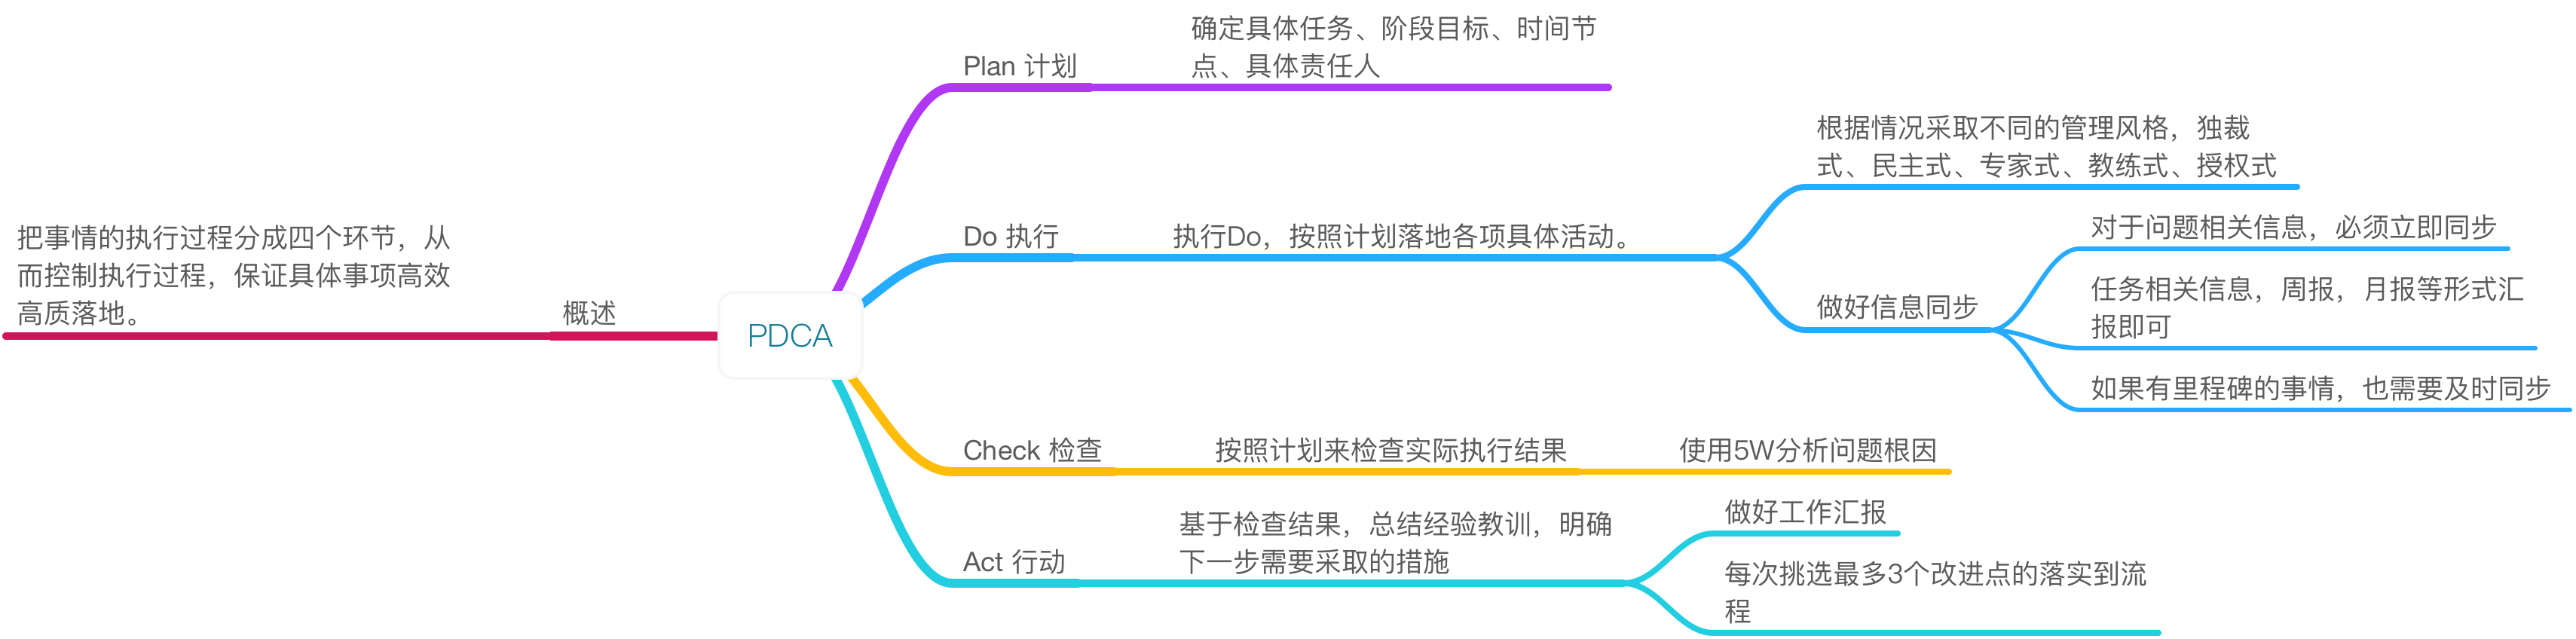 PDCA
概述
把事情的执行过程分成四个环节，从
而控制执行过程，保证具体事项高效
高质落地。
Plan 计划
确定具体任务、阶段目标、时间节
点、具体责任人
Do 执行
执行Do，按照计划落地各项具体活动。
根据情况采取不同的管理风格，独裁
式、民主式、专家式、教练式、授权式
做好信息同步
对于问题相关信息，必须立即同步
任务相关信息，周报，月报等形式汇
报即可
如果有里程碑的事情，也需要及时同步
Check 检查
按照计划来检查实际执行结果
使用5W分析问题根因
Act 行动
基于检查结果，总结经验教训，明确
下一步需要采取的措施
做好工作汇报
每次挑选最多3个改进点的落实到流
程